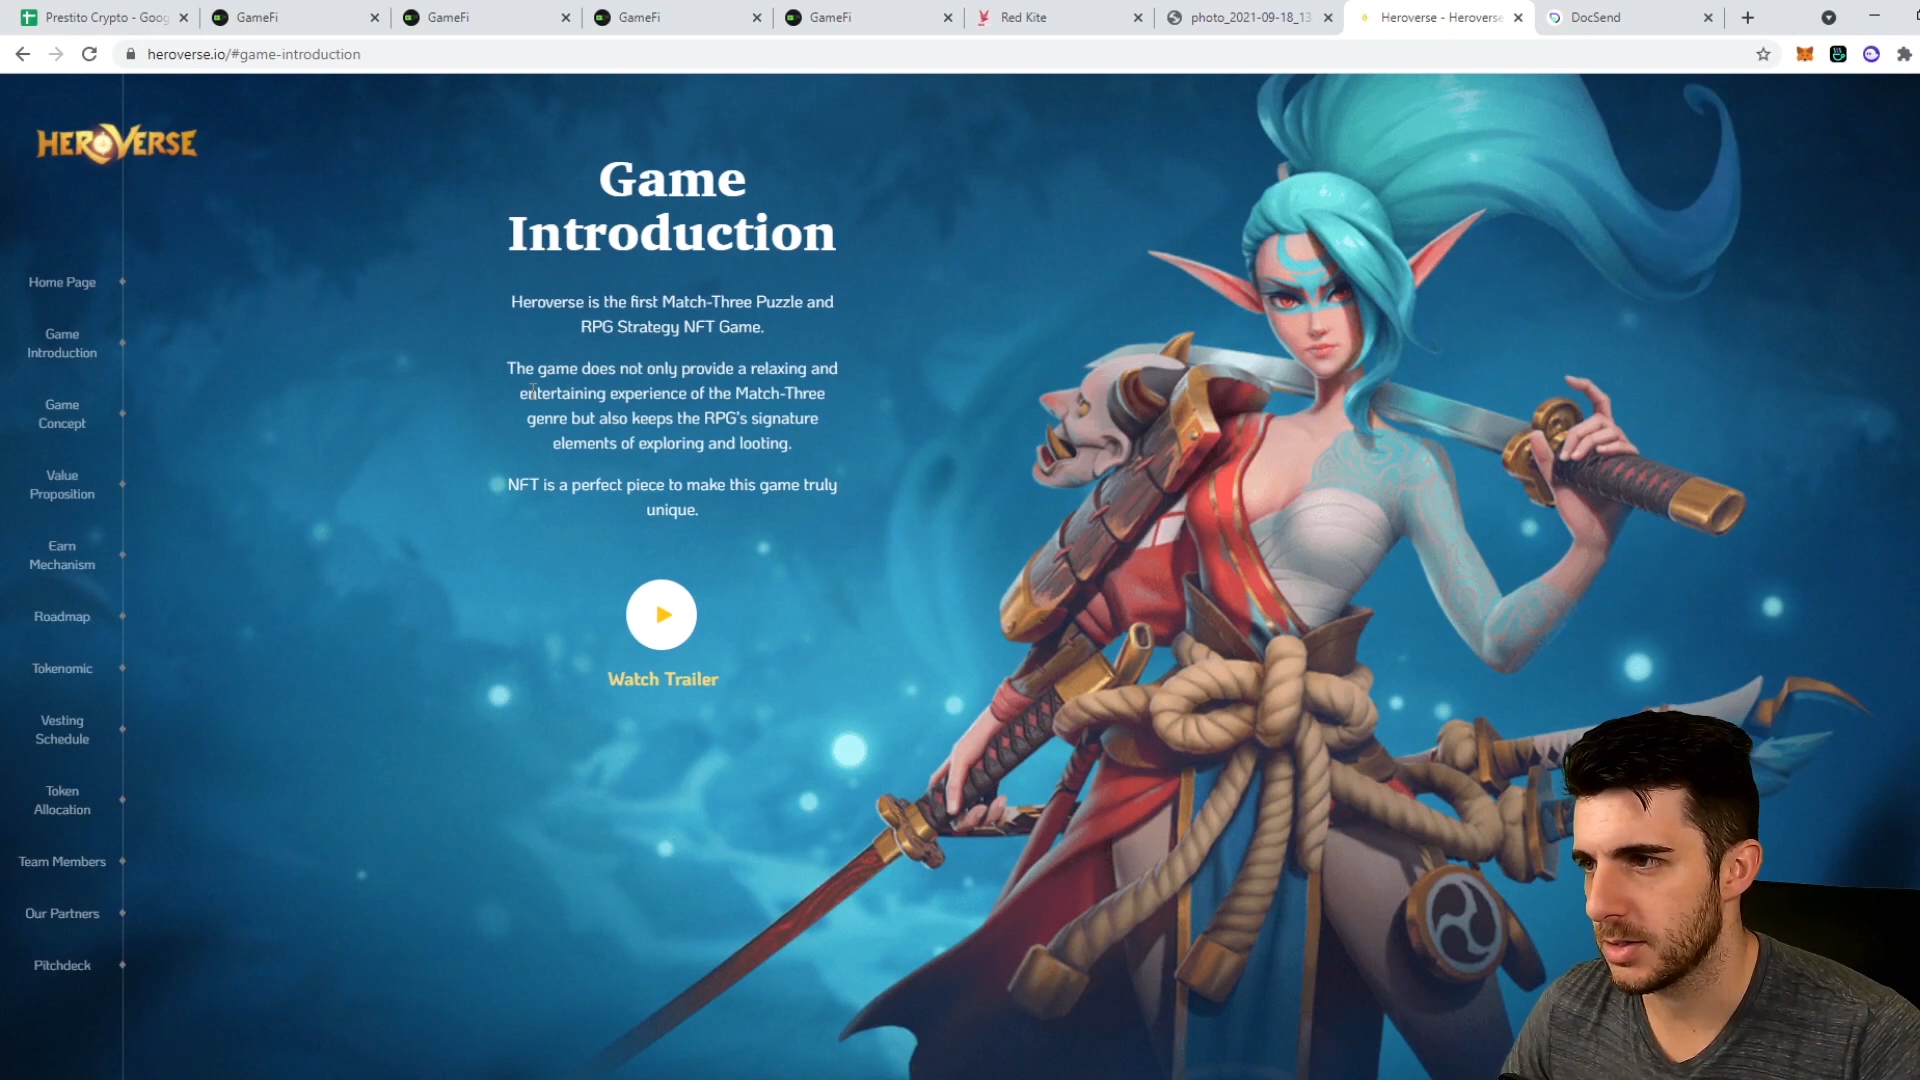 Prestito Crypto - Goog
GameFi
GameFi
GameFi
GameFi
Red Kite
photo_2021-09-18_13
Heroverse - Heroverse
DocSend
heroverse.io/#game-introduction
HEROVERSE
Home Page
Game
Introduction
Game
Concept
Value
Proposition
Earn
Mechanism
Roadmap
Tokenomic
Vesting
Schedule
Token
Allocation
Team Members
Our Partners
Pitchdeck
Game
Introduction
Heroverse is the first Match-Three Puzzle and
RPG Strategy NFT Game.
The game does not only provide a relaxing and
entertaining experience of the Match-Three
genre but also keeps the RPG's signature
elements of exploring and looting.
NFT is a perfect piece to make this game truly
unique.
Watch Trailer